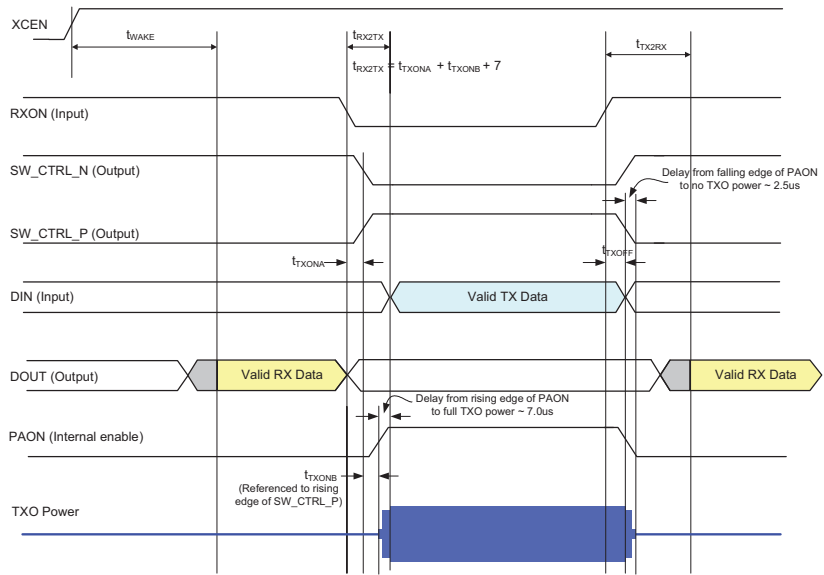 XCEN
tWAKE
tRX2TX
tRX2TX = tTXONA + tTXONB + 7
tTX2RX
RXON (Input)
SW_CTRL_N (Output)
Delay from falling edge of PAON
to no TXO power ~ 2.5us
SW_CTRL_P (Output)
tTXONA
tTXOFF
DIN (Input)
Valid TX Data
DOUT (Output)
Valid RX Data
Valid RX Data
Delay from rising edge of PAON
to full TXO power ~ 7.0us
PAON (Internal enable)
tTXONB
(Referenced to rising
edge of SW_CTRL_P)
TXO Power